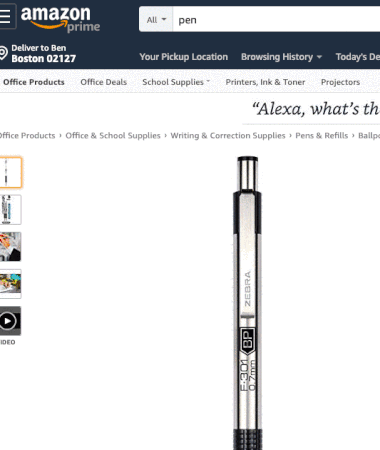 amazon
prime
All
pen
Deliver to Ben
Boston 02127
Your Pickup Location
Browsing History
Today's De
Office Products
Office Deals
School Supplies
Printers, Ink & Toner
Projectors
“Alexa, what's th
Office Products › Office & School Supplies › Writing & Correction Supplies › Pens & Refills › Ballpo
ZEBRA
BP
F-301
0.7mm
IDEO